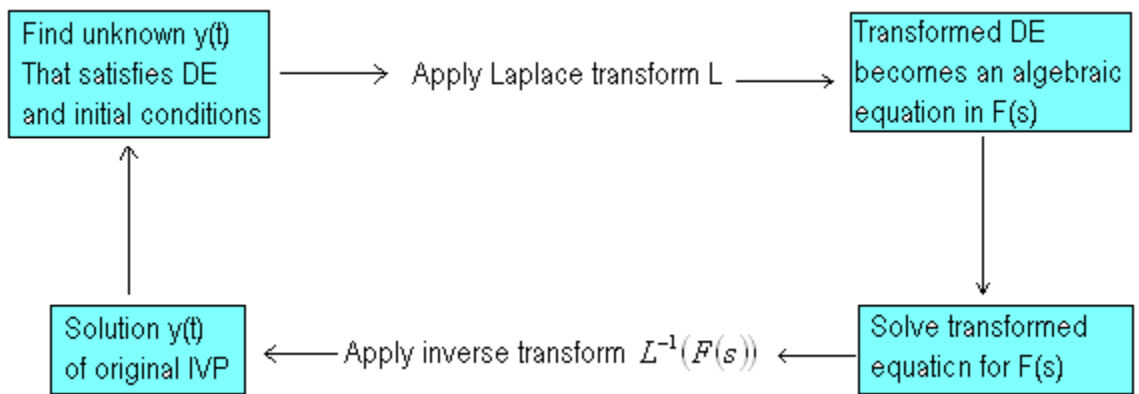 Find unknown y(t)
That satisfies DE
and initial conditions
Apply Laplace transform L
Transformed DE
becomes an algebraic
equation in F(s)
Solution y(t)
of original IVP
Apply inverse transform L⁻¹(F(s))
Solve transformed
equation for F(s)